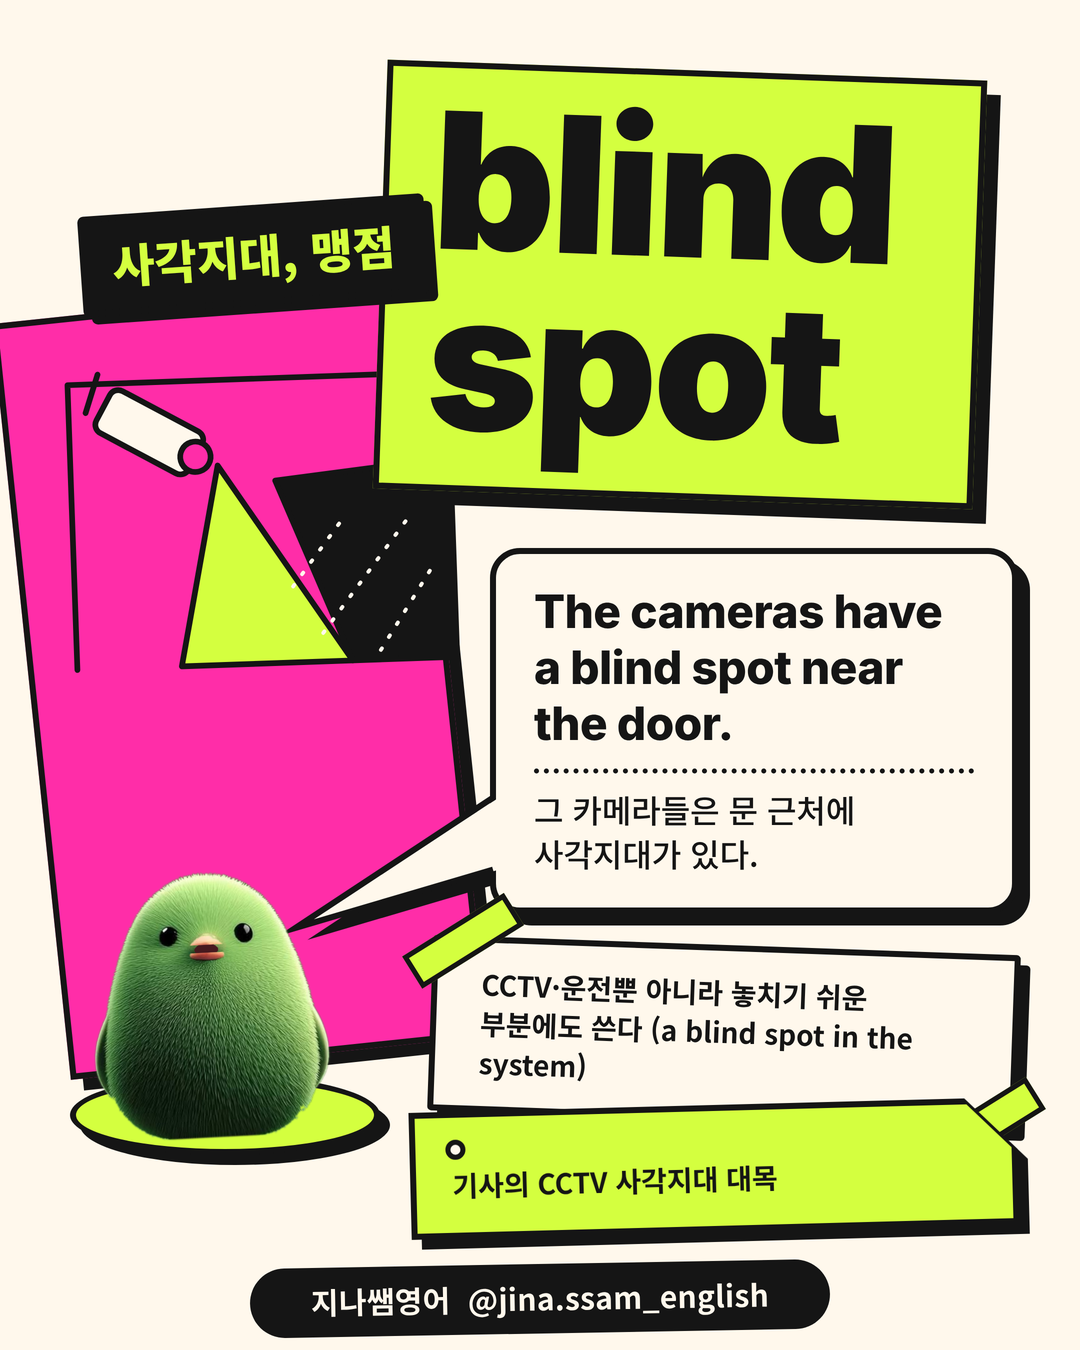 blind
spot
사각지대, 맹점
The cameras have
a blind spot near
the door.
그 카메라들은 문 근처에
사각지대가 있다.
CCTV·운전뿐 아니라 놓치기 쉬운
부분에도 쓴다 (a blind spot in the
system)
기사의 CCTV 사각지대 대목
지나쌤영어 @jina.ssam_english